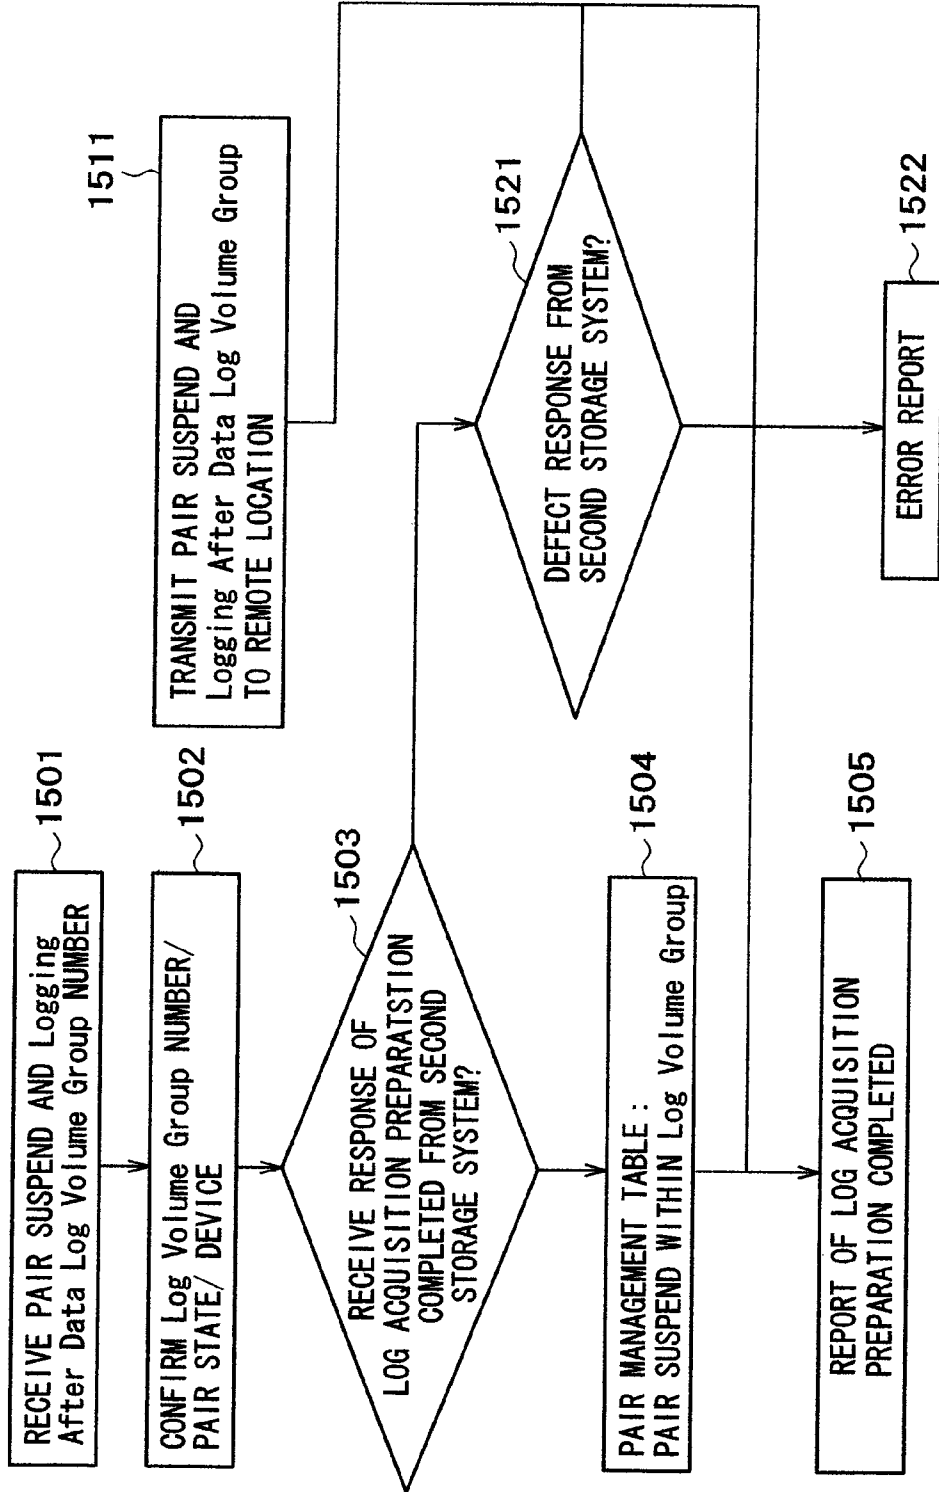 RECEIVE PAIR SUSPEND AND Logging
After Data Log Volume Group NUMBER
1501
CONFIRM Log Volume Group NUMBER/
PAIR STATE/ DEVICE
1502
RECEIVE RESPONSE OF
LOG ACQUISITION PREPARATSTION
COMPLETED FROM SECOND
STORAGE SYSTEM?
1503
PAIR MANAGEMENT TABLE:
PAIR SUSPEND WITHIN Log Volume Group
1504
REPORT OF LOG ACQUISITION
PREPARATION COMPLETED
1505
TRANSMIT PAIR SUSPEND AND
Logging After Data Log Volume Group
TO REMOTE LOCATION
1511
DEFECT RESPONSE FROM
SECOND STORAGE SYSTEM?
1521
ERROR REPORT
1522